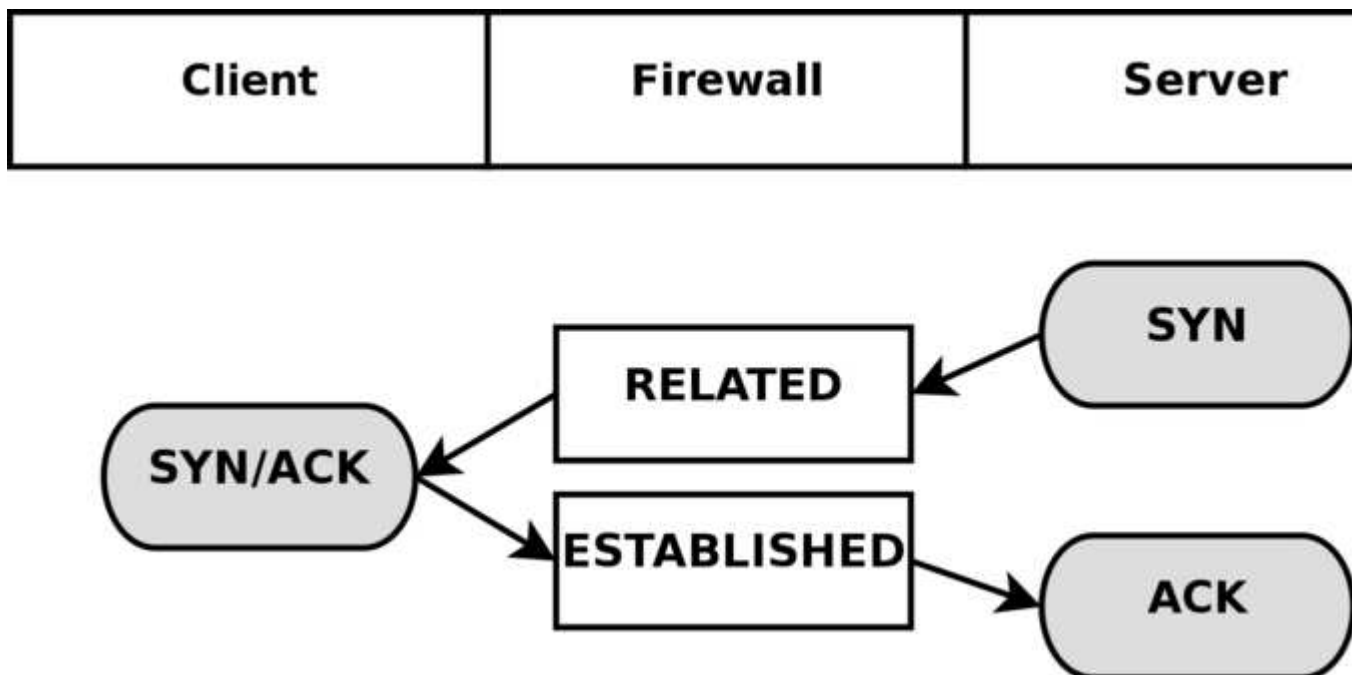 Client
Firewall
Server
SYN
RELATED
SYN/ACK
ESTABLISHED
ACK